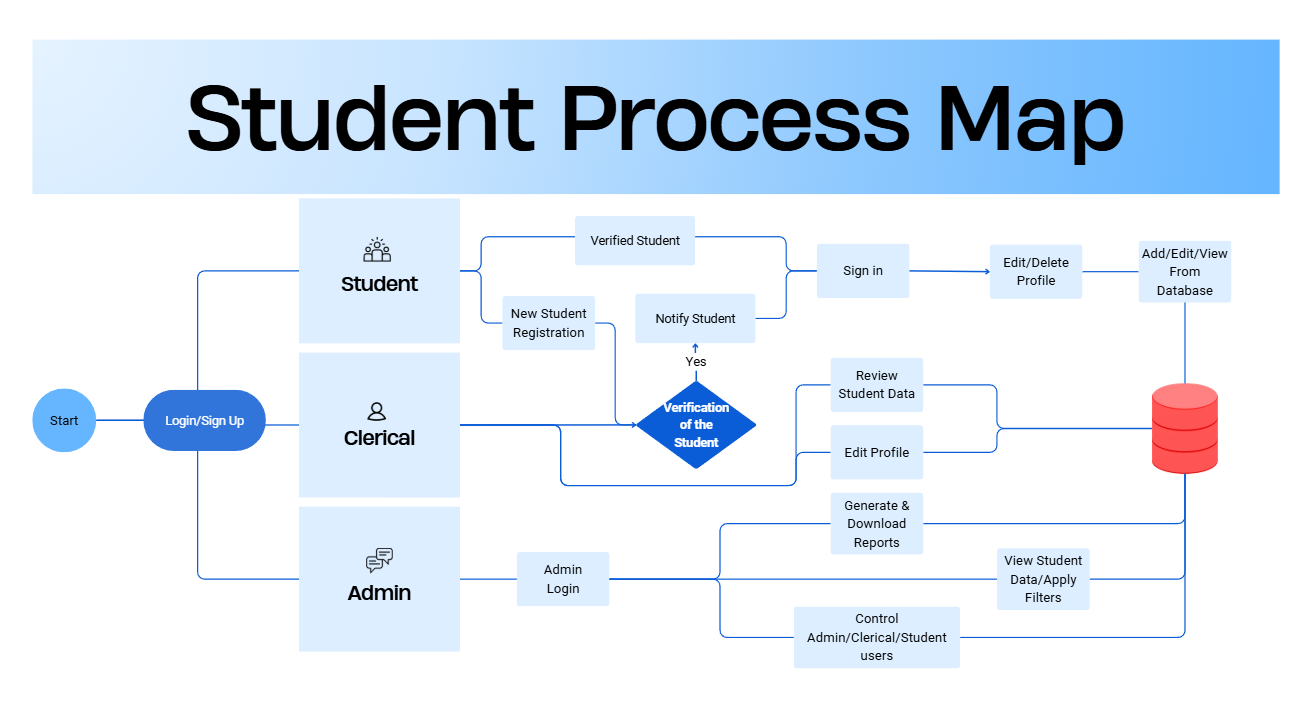 Student Process Map
Student
Verified Student
New Student
Registration
Notify Student
Yes
Sign in
Edit/Delete
Profile
Add/Edit/View
From
Database
Start
Login/Sign Up
Clerical
Verification
of the
Student
Review
Student Data
Edit Profile
Admin
Admin
Login
Generate &
Download
Reports
View Student
Data/Apply
Filters
Control
Admin/Clerical/Student
users